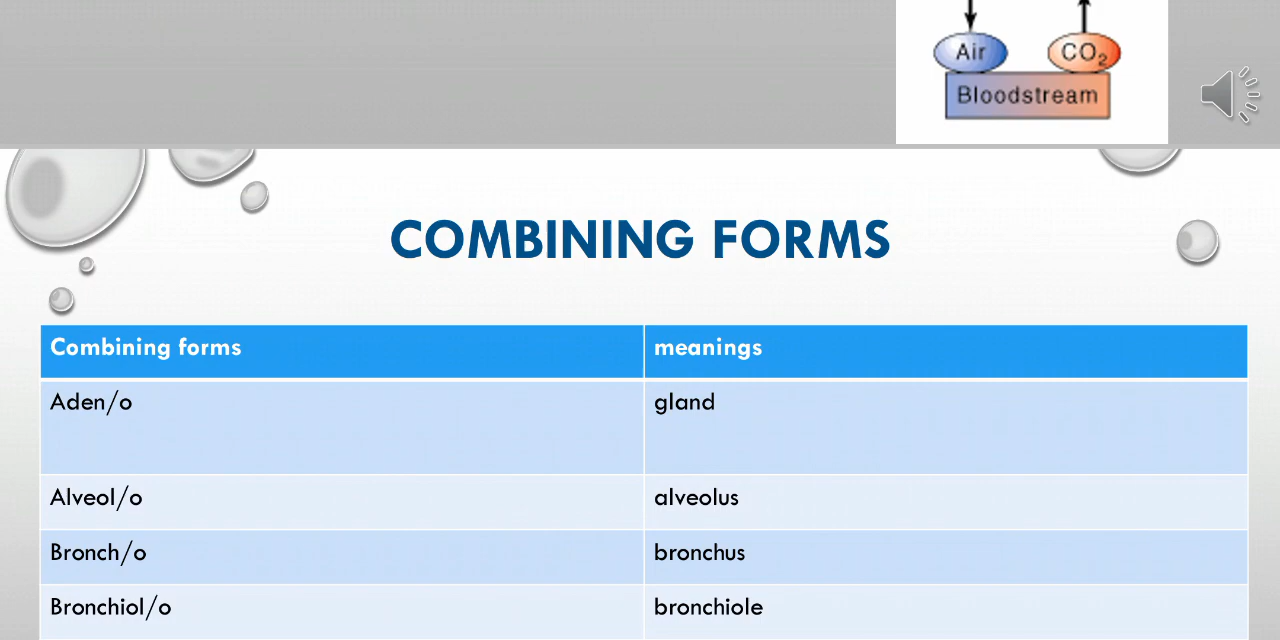 Air CO₂
Bloodstream
COMBINING FORMS
Combining forms meanings
Aden/o gland
Alveol/o alveolus
Bronch/o bronchus
Bronchiol/o bronchiole